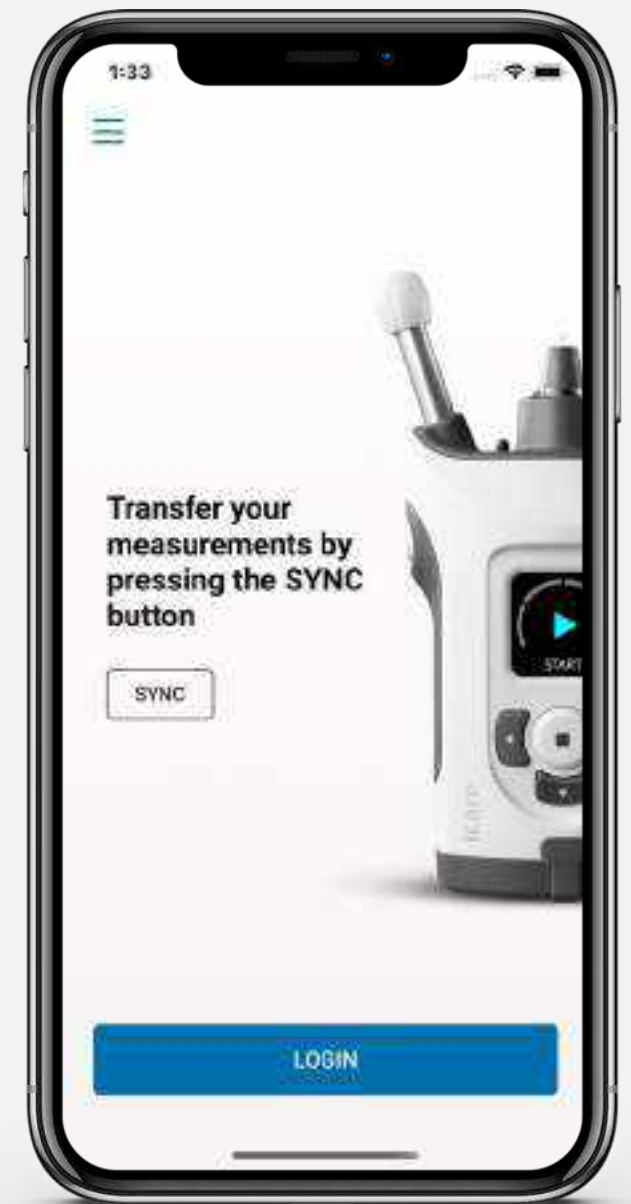 1:33
Transfer your
measurements by
pressing the SYNC
button
SYNC
START
LOGIN